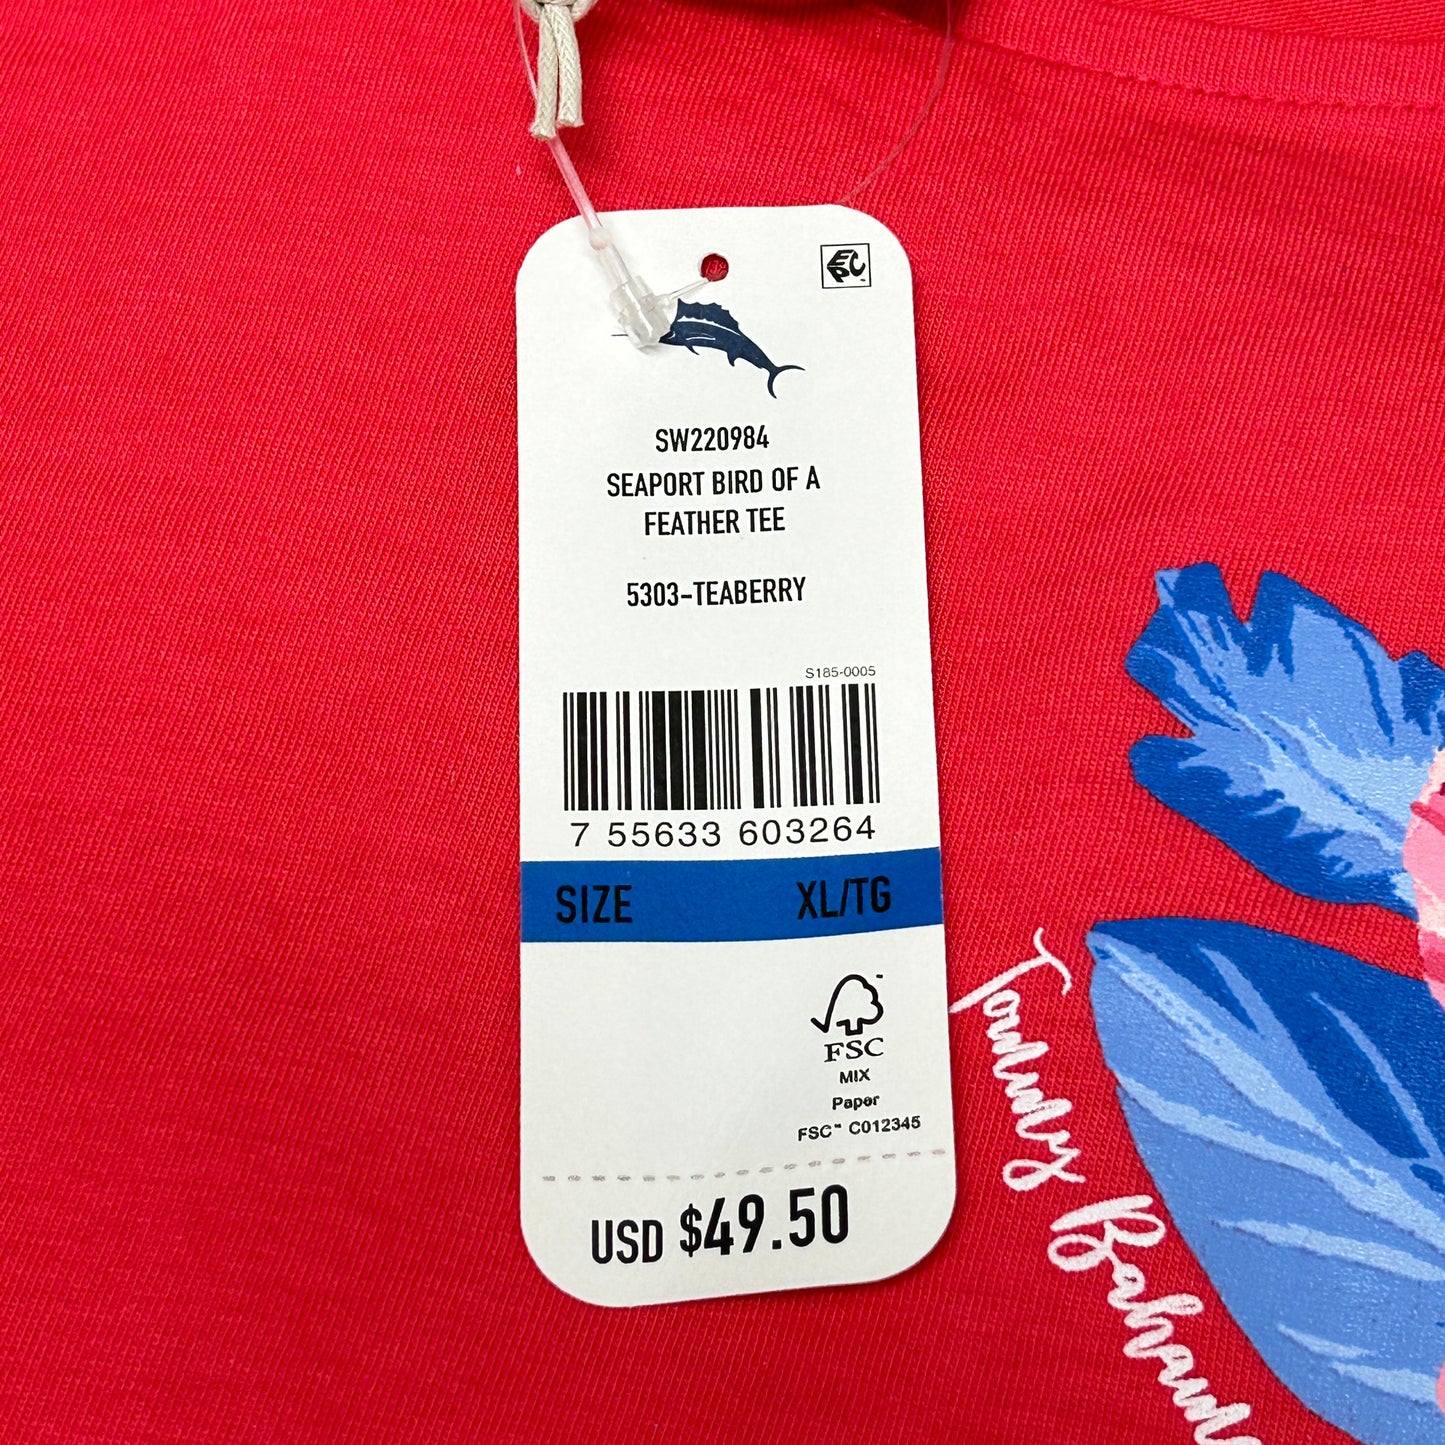 EPC
SW220984
SEAPORT BIRD OF A
FEATHER TEE
5303-TEABERRY
S185-0005
7 55633 603264
SIZE XL/TG
FSC
MIX
Paper
FSC™ C012345
USD $49.50
Tommy Bahama